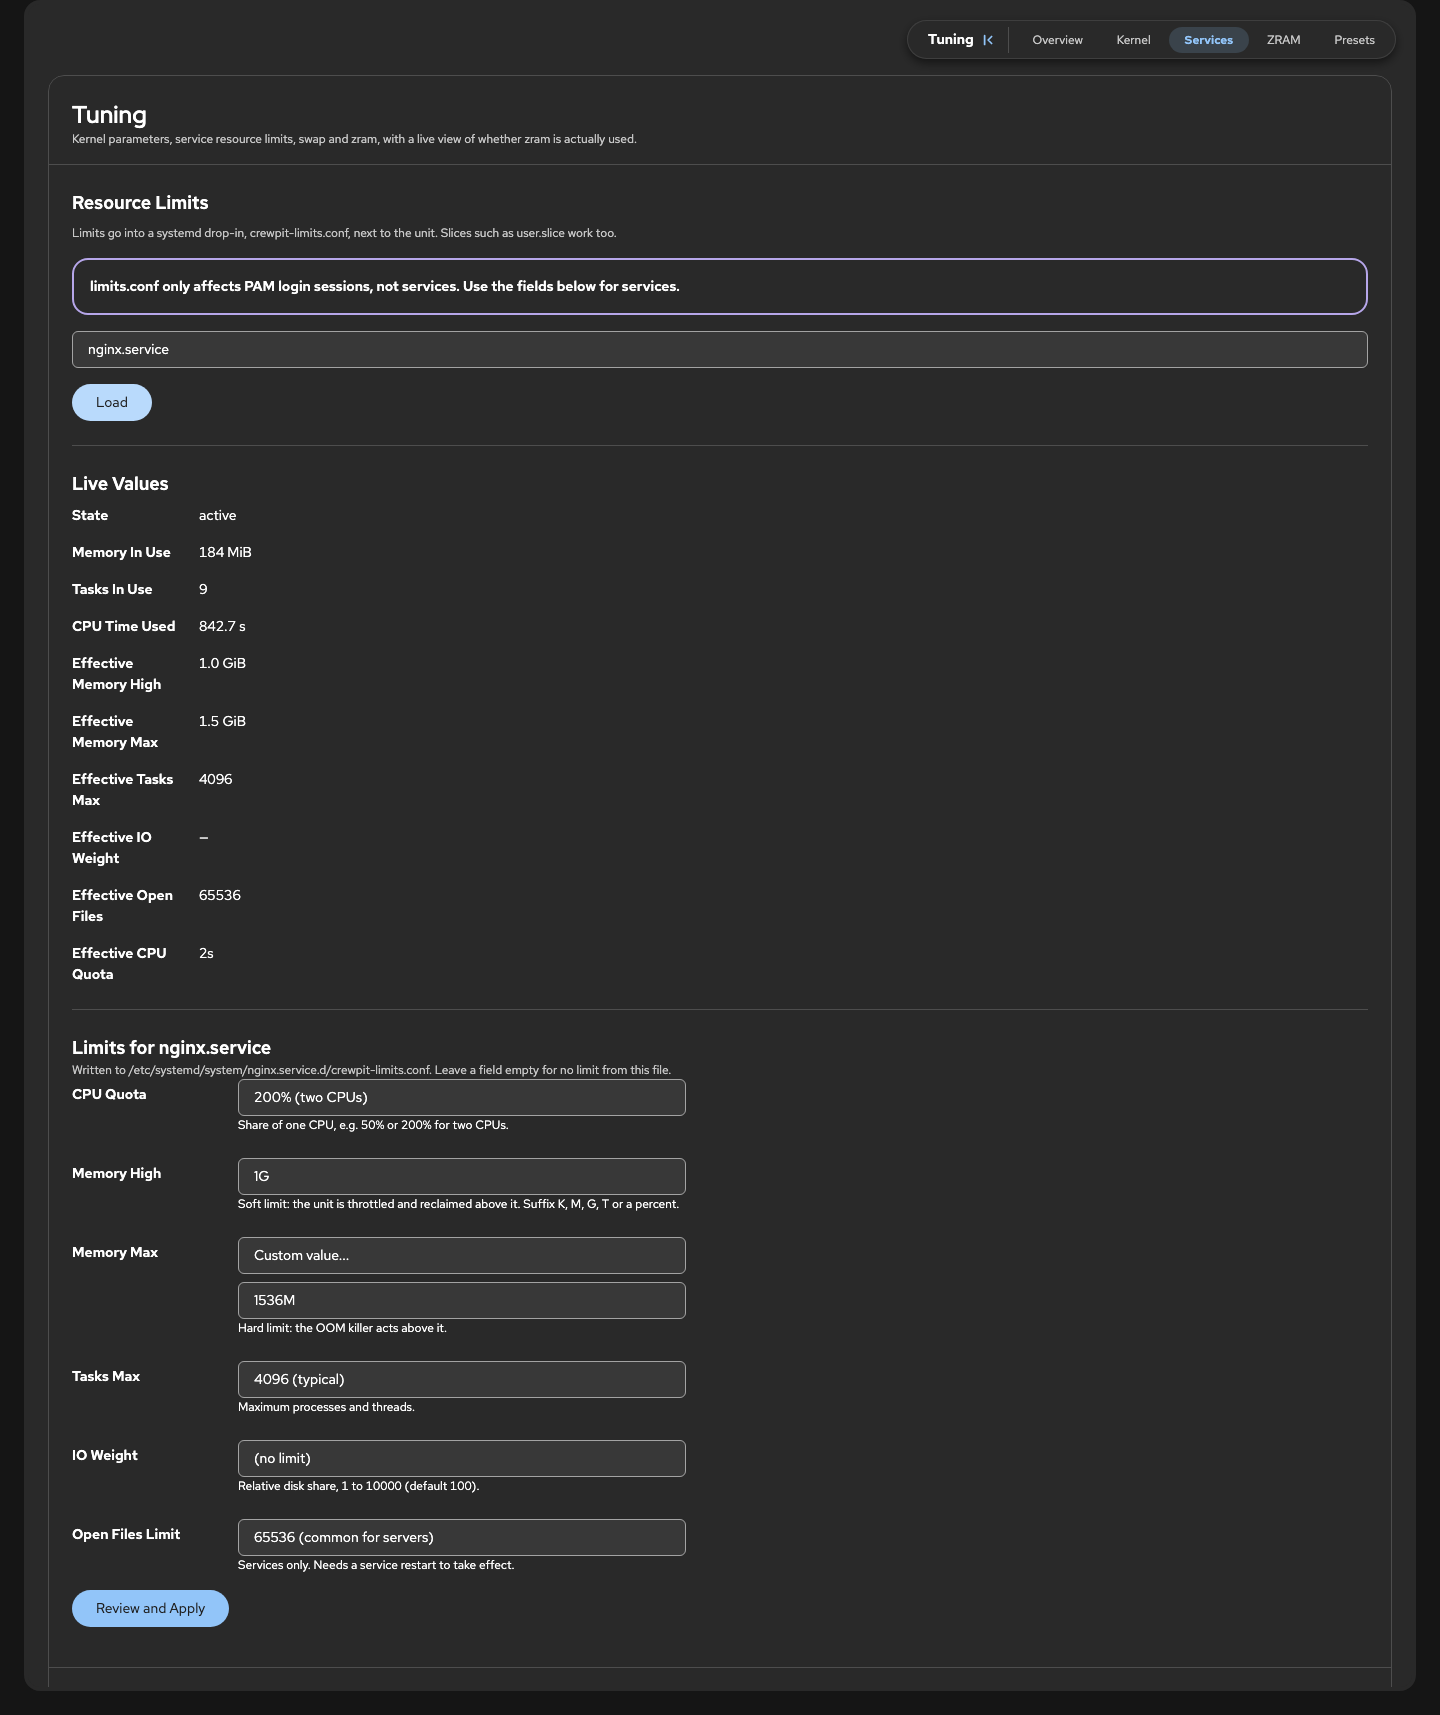 Tuning
Overview
Kernel
Services
ZRAM
Presets
Tuning
Kernel parameters, service resource limits, swap and zram, with a live view of whether zram is actually used.
Resource Limits
Limits go into a systemd drop-in, crewpit-limits.conf, next to the unit. Slices such as user.slice work too.
limits.conf only affects PAM login sessions, not services. Use the fields below for services.
nginx.service
Load
Live Values
State active
Memory In Use 184 MiB
Tasks In Use 9
CPU Time Used 842.7 s
Effective 1.0 GiB
Memory High
Effective 1.5 GiB
Memory Max
Effective Tasks 4096
Max
Effective IO –
Weight
Effective Open 65536
Files
Effective CPU 2s
Quota
Limits for nginx.service
Written to /etc/systemd/system/nginx.service.d/crewpit-limits.conf. Leave a field empty for no limit from this file.
CPU Quota 200% (two CPUs)
Share of one CPU, e.g. 50% or 200% for two CPUs.
Memory High 1G
Soft limit: the unit is throttled and reclaimed above it. Suffix K, M, G, T or a percent.
Memory Max Custom value...
1536M
Hard limit: the OOM killer acts above it.
Tasks Max 4096 (typical)
Maximum processes and threads.
IO Weight (no limit)
Relative disk share, 1 to 10000 (default 100).
Open Files Limit 65536 (common for servers)
Services only. Needs a service restart to take effect.
Review and Apply